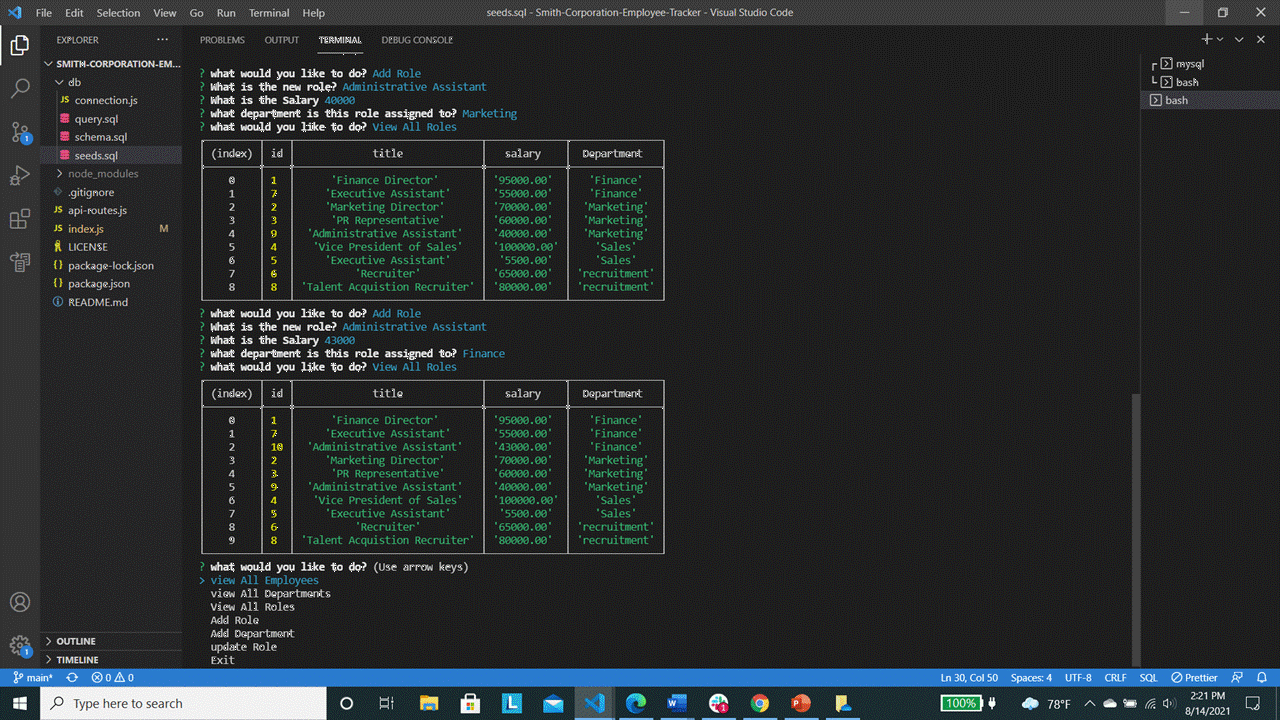 File Edit Selection View Go Run Terminal Help seeds.sql - Smith-Corporation-Employee-Tracker - Visual Studio Code
EXPLORER
SMITH-CORPORATION-EM...
db
connection.js
query.sql
schema.sql
seeds.sql
node_modules
.gitignore
api-routes.js
index.js M
LICENSE
package-lock.json
package.json
README.md
OUTLINE
TIMELINE
1
1
PROBLEMS OUTPUT TERMINAL DEBUG CONSOLE
? what would you like to do? Add Role
? What is the new role? Administrative Assistant
? What is the Salary 40000
? what department is this role assigned to? Marketing
? what would you like to do? View All Roles
(index) id title salary Department
0 1 'Finance Director' '95000.00' 'Finance'
1 7 'Executive Assistant' '55000.00' 'Finance'
2 2 'Marketing Director' '70000.00' 'Marketing'
3 3 'PR Representative' '60000.00' 'Marketing'
4 9 'Administrative Assistant' '40000.00' 'Marketing'
5 4 'Vice President of Sales' '100000.00' 'Sales'
6 5 'Executive Assistant' '5500.00' 'Sales'
7 6 'Recruiter' '65000.00' 'recruitment'
8 8 'Talent Acquistion Recruiter' '80000.00' 'recruitment'
? what would you like to do? Add Role
? What is the new role? Administrative Assistant
? What is the Salary 43000
? what department is this role assigned to? Finance
? what would you like to do? View All Roles
(index) id title salary Department
0 1 'Finance Director' '95000.00' 'Finance'
1 7 'Executive Assistant' '55000.00' 'Finance'
2 10 'Administrative Assistant' '43000.00' 'Finance'
3 2 'Marketing Director' '70000.00' 'Marketing'
4 3 'PR Representative' '60000.00' 'Marketing'
5 9 'Administrative Assistant' '40000.00' 'Marketing'
6 4 'Vice President of Sales' '100000.00' 'Sales'
7 5 'Executive Assistant' '5500.00' 'Sales'
8 6 'Recruiter' '65000.00' 'recruitment'
9 8 'Talent Acquistion Recruiter' '80000.00' 'recruitment'
? what would you like to do? (Use arrow keys)
> view All Employees
view All Departments
View All Roles
Add Role
Add Department
update Role
Exit
mysql
bash
bash
main* 0 0 Ln 30, Col 50 Spaces: 4 UTF-8 CRLF SQL Prettier
Type here to search 100% 78°F 2:21 PM
8/14/2021